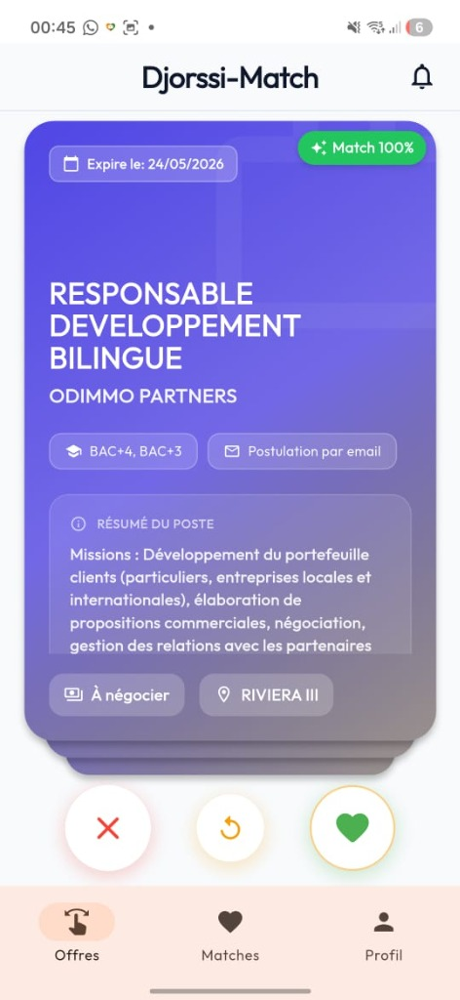 00:45
6
Djorssi-Match
Expire le: 24/05/2026
Match 100%
RESPONSABLE
DEVELOPPEMENT
BILINGUE
ODIMMO PARTNERS
BAC+4, BAC+3
Postulation par email
RÉSUMÉ DU POSTE
Missions : Développement du portefeuille
clients (particuliers, entreprises locales et
internationales), élaboration de
propositions commerciales, négociation,
gestion des relations avec les partenaires
À négocier
RIVIERA III
Offres
Matches
Profil